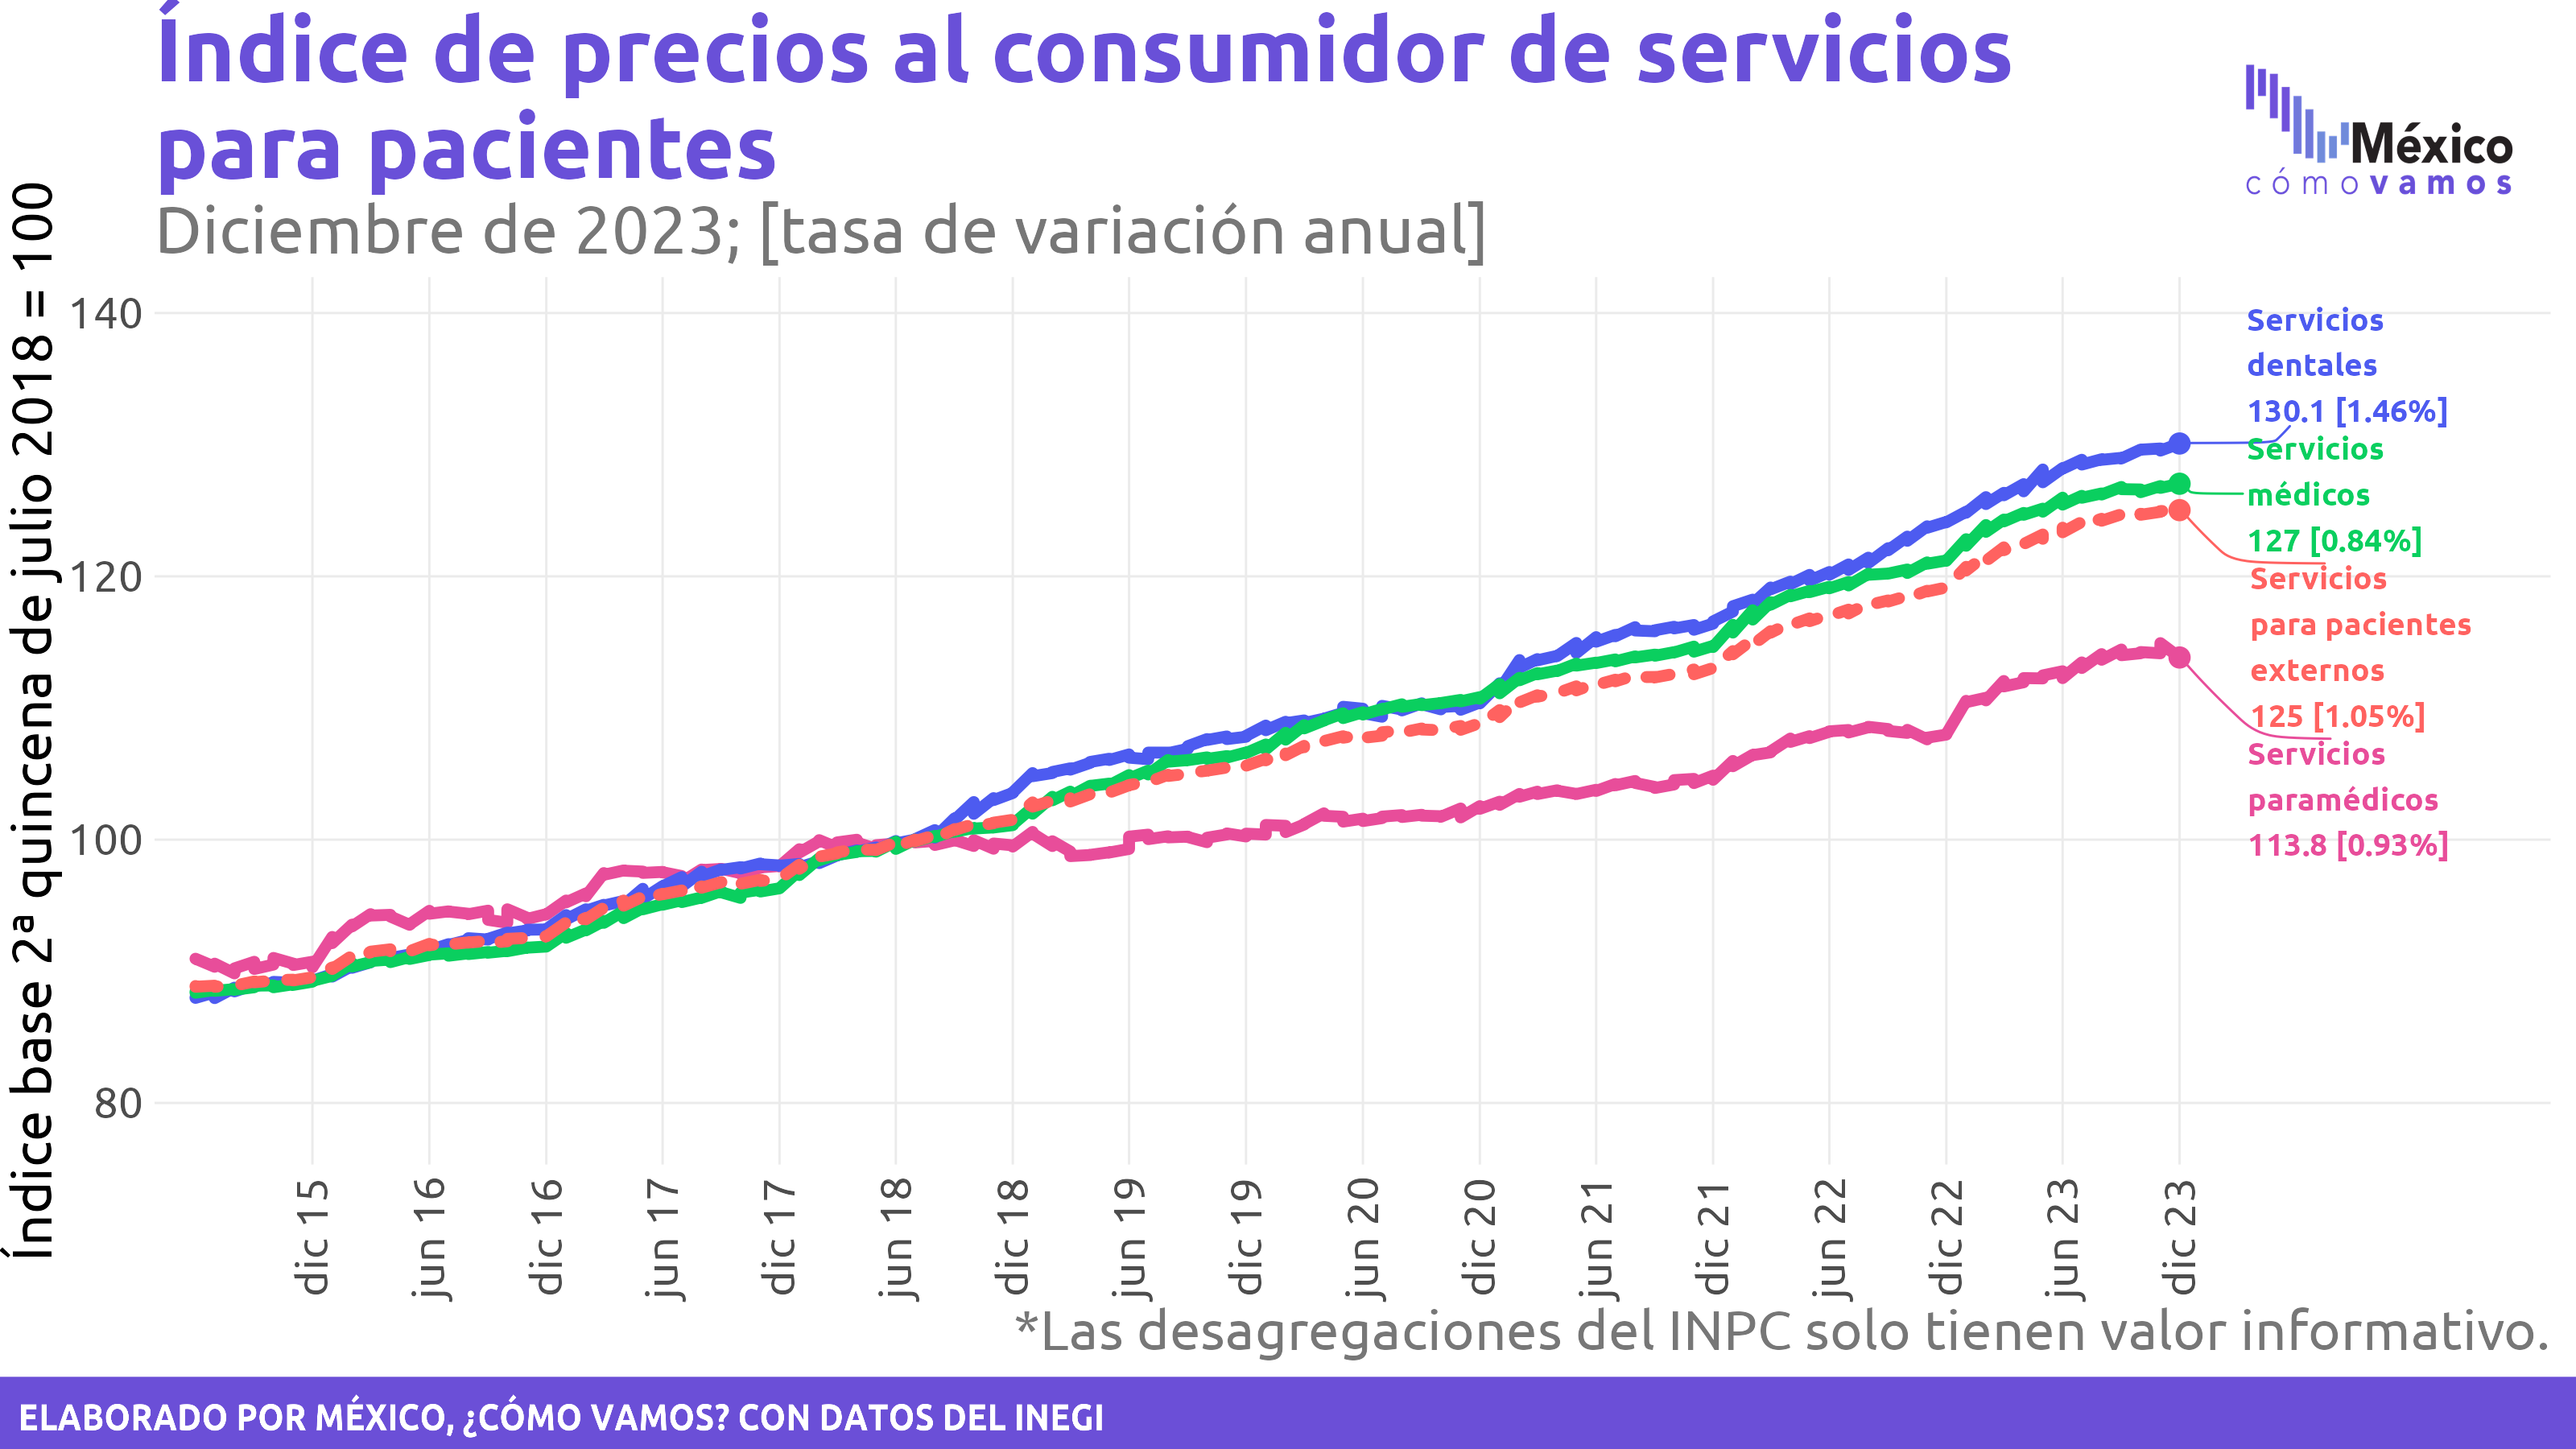 Índice de precios al consumidor de servicios
para pacientes
Diciembre de 2023; [tasa de variación anual]
México
cómo vamos
Índice base 2ª quincena de julio 2018 = 100
140
120
100
80
Servicios
dentales
130.1 [1.46%]
Servicios
médicos
127 [0.84%]
Servicios
para pacientes
externos
125 [1.05%]
Servicios
paramédicos
113.8 [0.93%]
dic 15
jun 16
dic 16
jun 17
dic 17
jun 18
dic 18
jun 19
dic 19
jun 20
dic 20
jun 21
dic 21
jun 22
dic 22
jun 23
dic 23
*Las desagregaciones del INPC solo tienen valor informativo.
ELABORADO POR MÉXICO, ¿CÓMO VAMOS? CON DATOS DEL INEGI